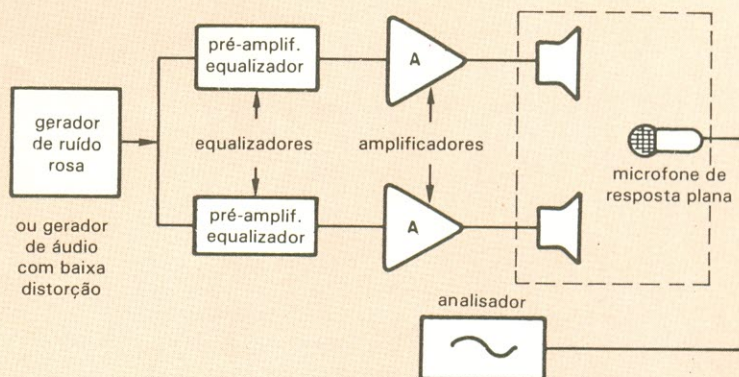 pré-amplif.
equalizador
A
gerador
de ruído
rosa
equalizadores
amplificadores
microfone de
resposta plana
pré-amplif.
equalizador
A
ou gerador
de áudio
com baixa
distorção
analisador